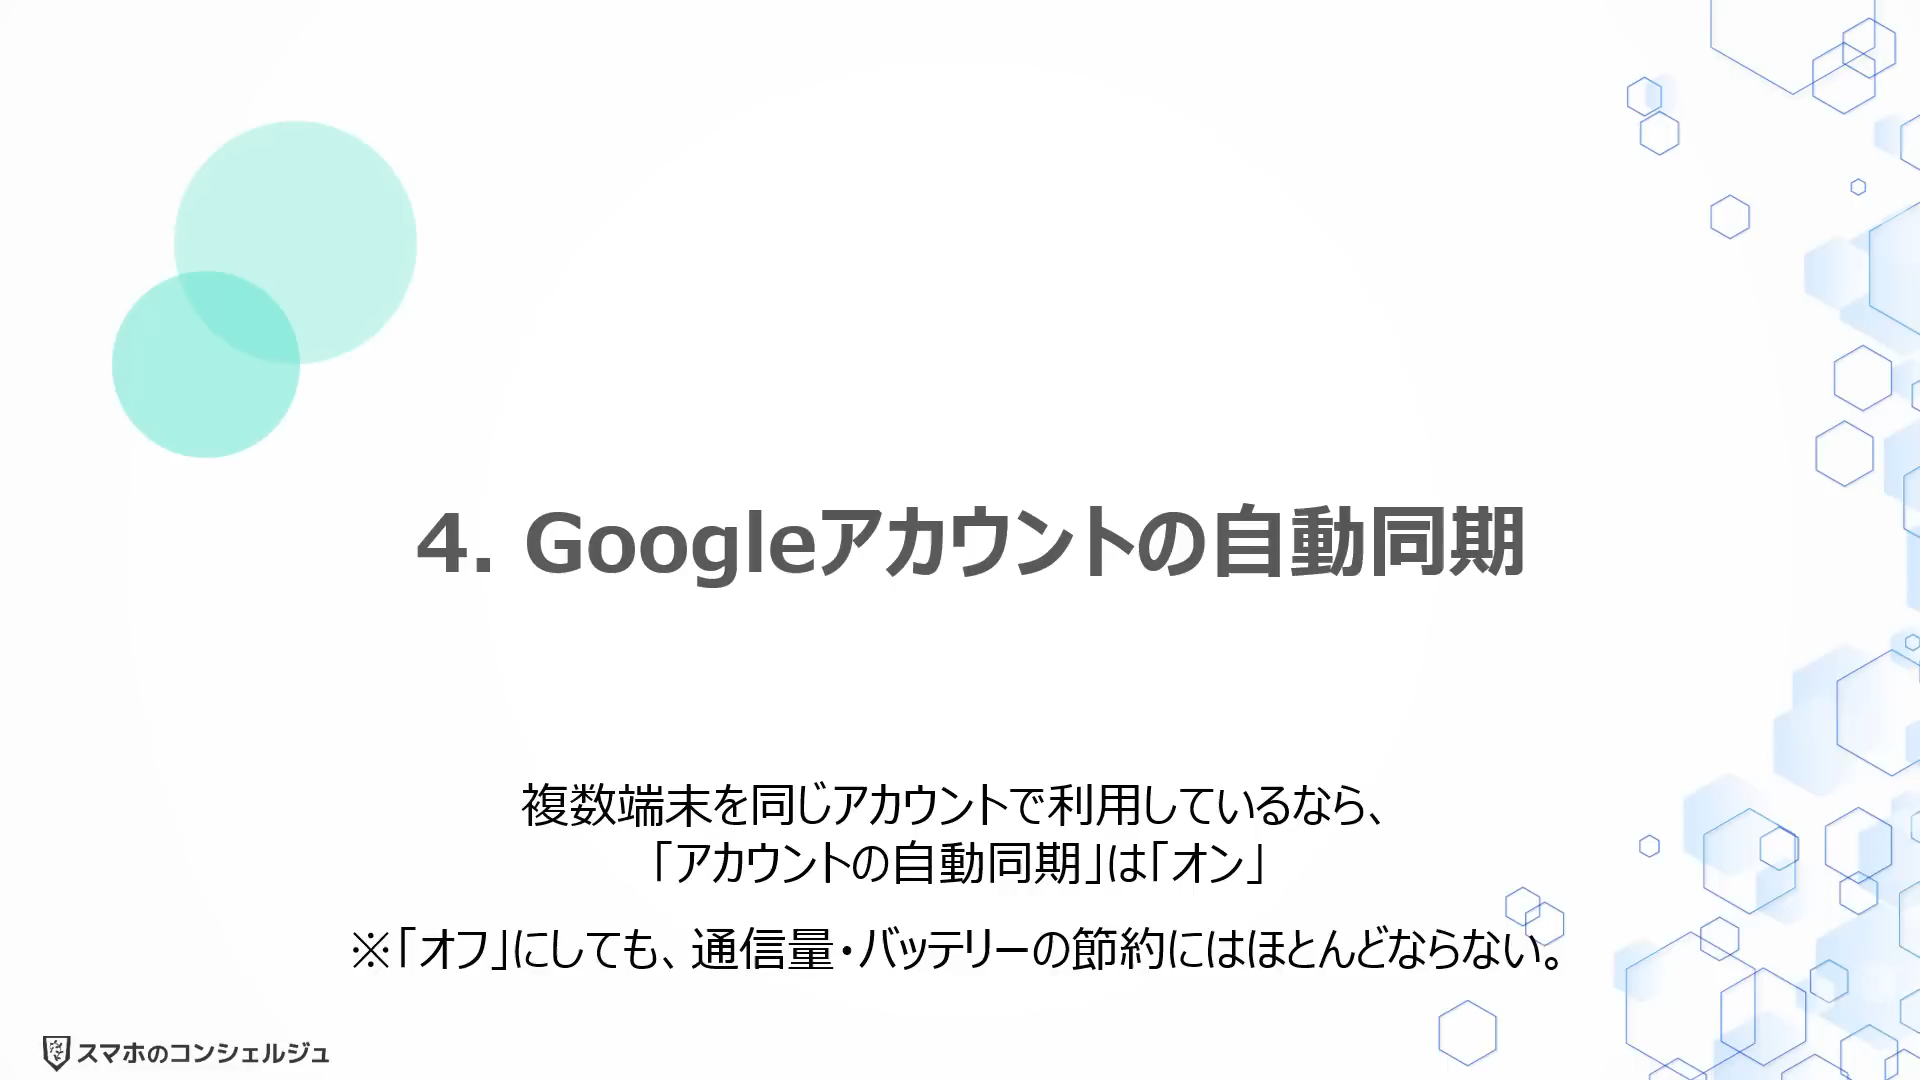 4. Googleアカウントの自動同期
複数端末を同じアカウントで利用しているなら、
「アカウントの自動同期」は「オン」
※「オフ」にしても、通信量・バッテリーの節約にはほとんどならない。
スマホのコンシェルジュ